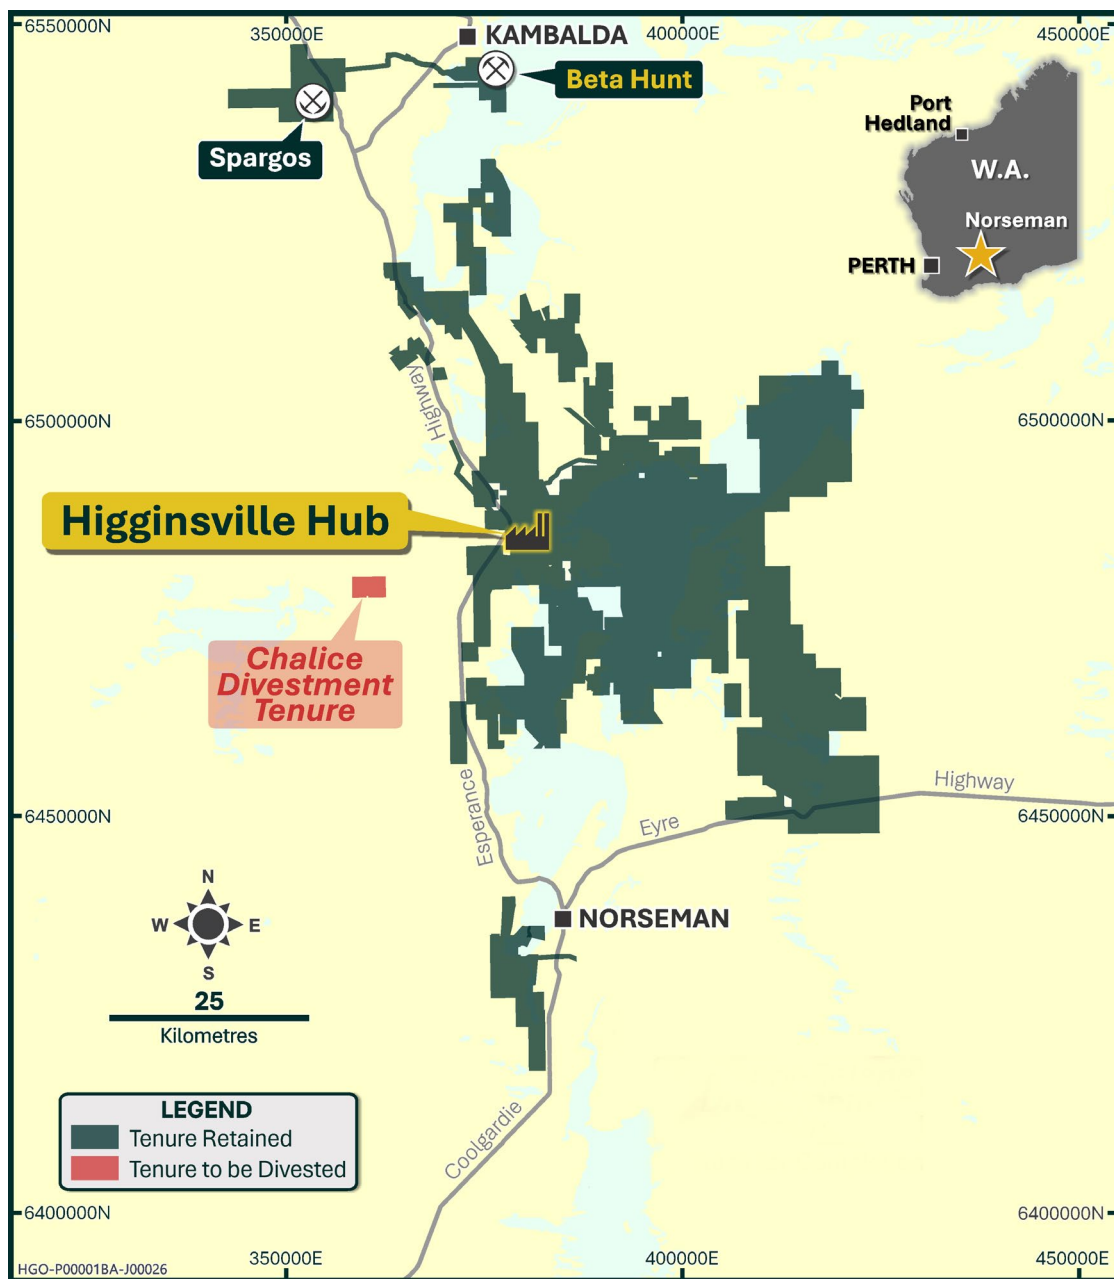 6550000N
350000E
KAMBALDA
400000E
450000E
Beta Hunt
Spargos
Port
Hedland
W.A.
Norseman
PERTH
Highway
6500000N
6500000N
Higginsville Hub
Chalice
Divestment
Tenure
Esperance
Highway
Eyre
6450000N
6450000N
NORSEMAN
N
W
E
S
25
Kilometres
LEGEND
Tenure Retained
Tenure to be Divested
Coolgardie
6400000N
6400000N
350000E
400000E
450000E
HGO-P00001BA-J00026